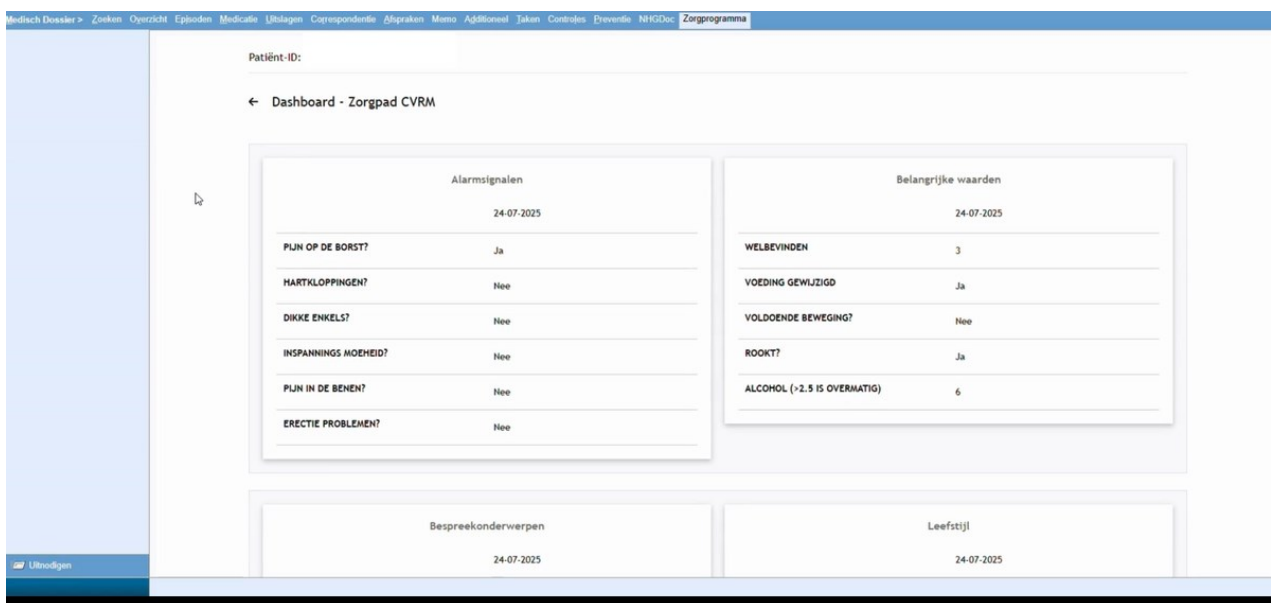 Medisch Dossier > Zoeken Overzicht Episoden Medicatie Uitslagen Correspondentie Afspraken Memo Additioneel Taken Controles Preventie NHGDoc Zorgprogramma
Patiënt-ID:
← Dashboard - Zorgpad CVRM
Alarmsignalen
24-07-2025
PIJN OP DE BORST? Ja
HARTKLOPPINGEN? Nee
DIKKE ENKELS? Nee
INSPANNINGS MOEHEID? Nee
PIJN IN DE BENEN? Nee
ERECTIE PROBLEMEN? Nee
Belangrijke waarden
24-07-2025
WELBEVINDEN 3
VOEDING GEWIJZIGD Ja
VOLDOENDE BEWEGING? Nee
ROOKT? Ja
ALCOHOL (>2.5 IS OVERMATIG) 6
Bespreekonderwerpen
24-07-2025
Leefstijl
24-07-2025
Uitnodigen